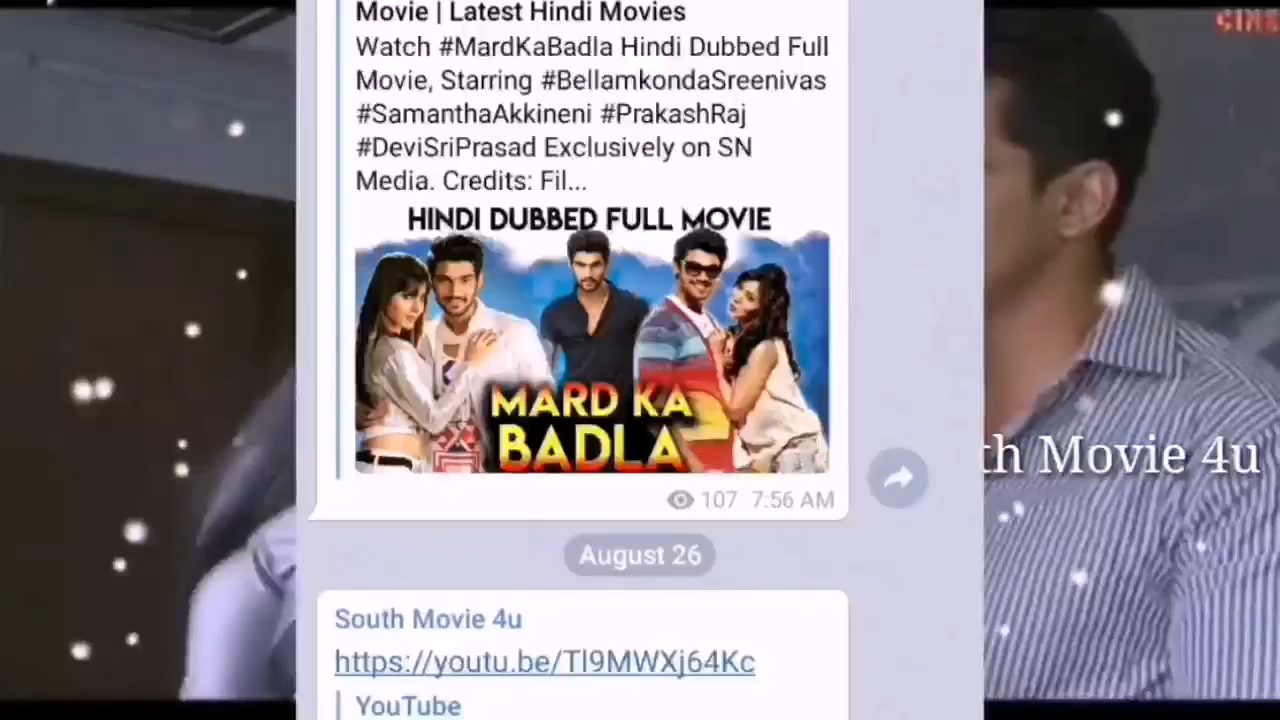 Movie | Latest Hindi Movies
Watch #MardKaBadla Hindi Dubbed Full
Movie, Starring #BellamkondaSreenivas
#SamanthaAkkineni #PrakashRaj
#DeviSriPrasad Exclusively on SN
Media. Credits: Fil...
HINDI DUBBED FULL MOVIE
MARD KA
BADLA
107 7:56 AM
August 26
South Movie 4u
https://youtu.be/Tl9MWXj64Kc
YouTube
th Movie 4u